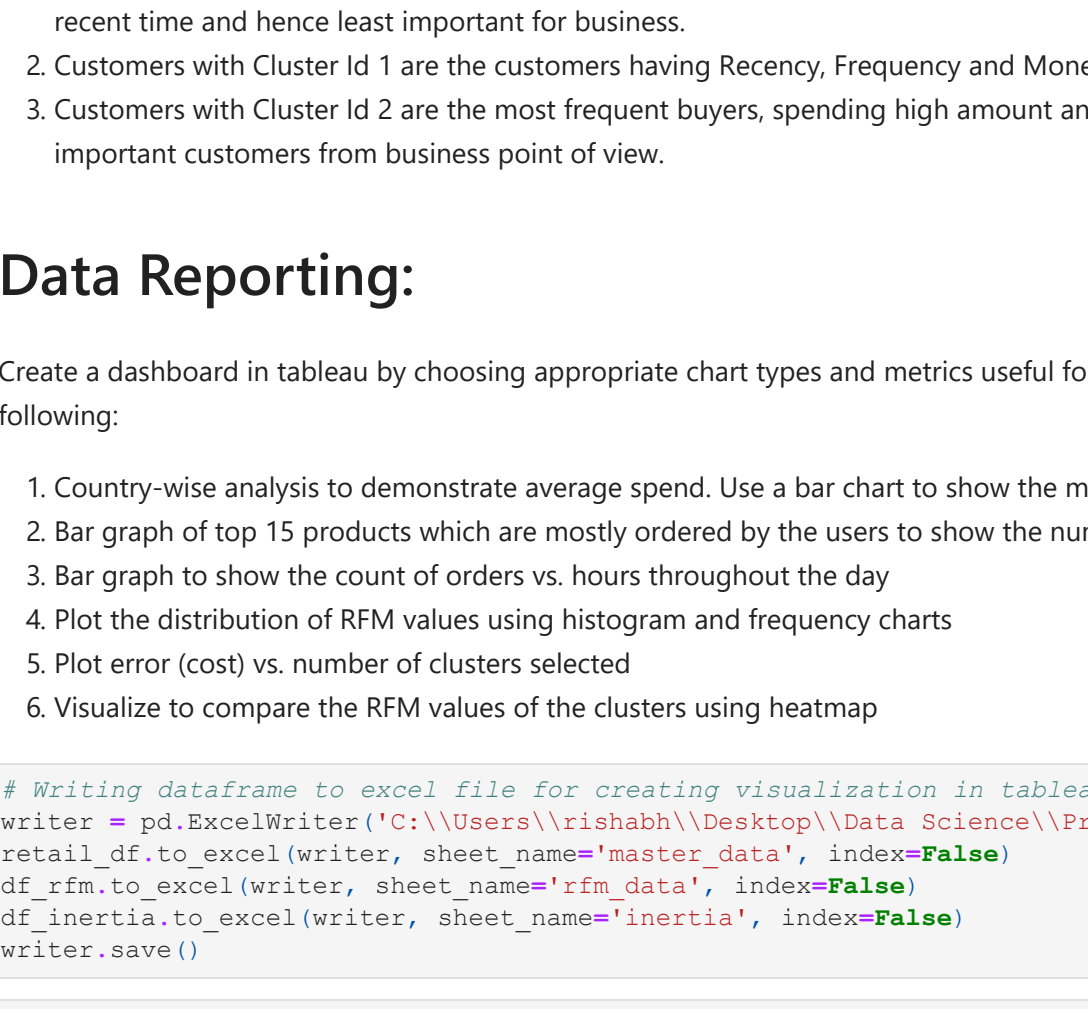 recent time and hence least important for business.
2. Customers with Cluster Id 1 are the customers having Recency, Frequency and Mone
3. Customers with Cluster Id 2 are the most frequent buyers, spending high amount an
important customers from business point of view.
Data Reporting:
Create a dashboard in tableau by choosing appropriate chart types and metrics useful fo
following:
1. Country-wise analysis to demonstrate average spend. Use a bar chart to show the m
2. Bar graph of top 15 products which are mostly ordered by the users to show the nu
3. Bar graph to show the count of orders vs. hours throughout the day
4. Plot the distribution of RFM values using histogram and frequency charts
5. Plot error (cost) vs. number of clusters selected
6. Visualize to compare the RFM values of the clusters using heatmap
# Writing dataframe to excel file for creating visualization in tablea
writer = pd.ExcelWriter('C:\\Users\\rishabh\\Desktop\\Data Science\\Pr
retail_df.to_excel(writer, sheet_name='master_data', index=False)
df_rfm.to_excel(writer, sheet_name='rfm_data', index=False)
df_inertia.to_excel(writer, sheet_name='inertia', index=False)
writer.save()